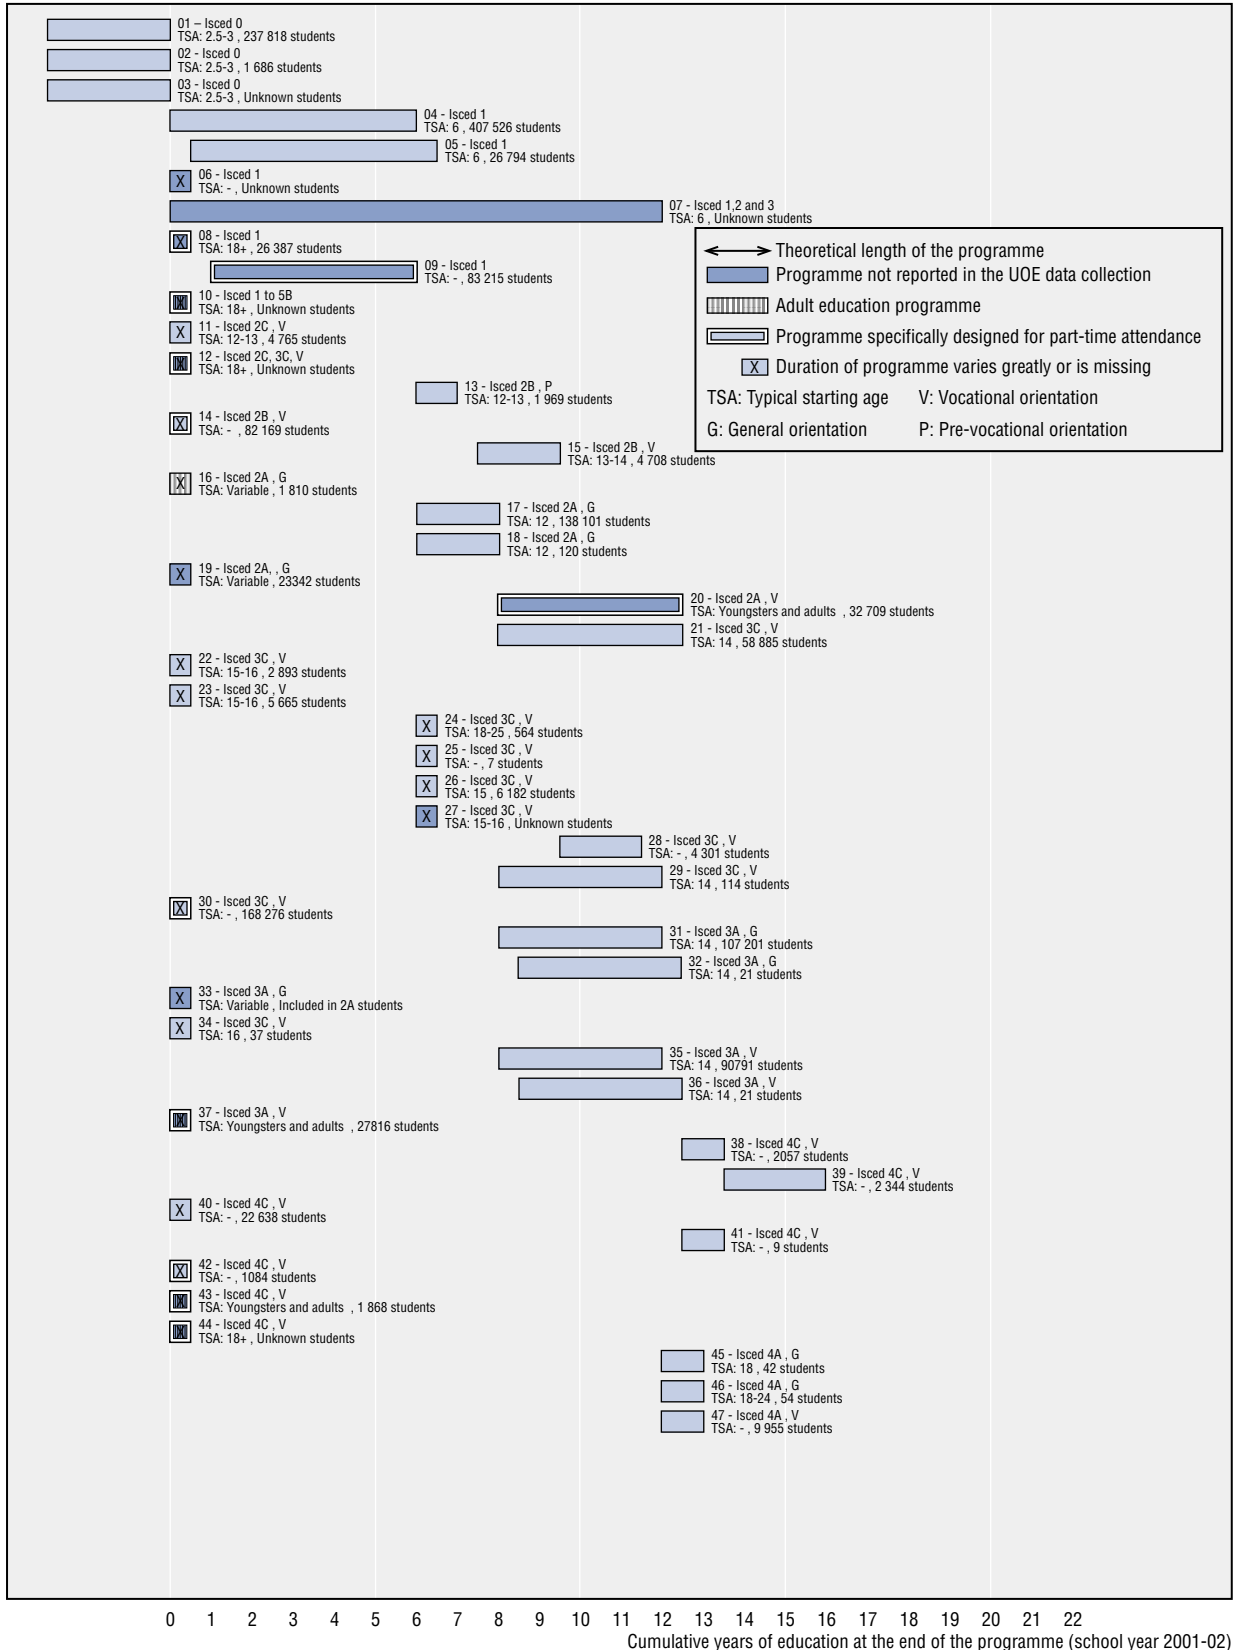 01 – Isced 0
TSA: 2.5-3 , 237 818 students
02 - Isced 0
TSA: 2.5-3 , 1 686 students
03 - Isced 0
TSA: 2.5-3 , Unknown students
04 - Isced 1
TSA: 6 , 407 526 students
05 - Isced 1
TSA: 6 , 26 794 students
X
06 - Isced 1
TSA: - , Unknown students
07 - Isced 1,2 and 3
TSA: 6 , Unknown students
X
08 - Isced 1
TSA: 18+ , 26 387 students
09 - Isced 1
TSA: - , 83 215 students
X
10 - Isced 1 to 5B
TSA: 18+ , Unknown students
X
11 - Isced 2C , V
TSA: 12-13 , 4 765 students
X
12 - Isced 2C, 3C, V
TSA: 18+ , Unknown students
13 - Isced 2B , P
TSA: 12-13 , 1 969 students
X
14 - Isced 2B , V
TSA: - , 82 169 students
15 - Isced 2B , V
TSA: 13-14 , 4 708 students
X
16 - Isced 2A , G
TSA: Variable , 1 810 students
17 - Isced 2A , G
TSA: 12 , 138 101 students
18 - Isced 2A , G
TSA: 12 , 120 students
X
19 - Isced 2A, , G
TSA: Variable , 23342 students
20 - Isced 2A , V
TSA: Youngsters and adults , 32 709 students
21 - Isced 3C , V
TSA: 14 , 58 885 students
X
22 - Isced 3C , V
TSA: 15-16 , 2 893 students
X
23 - Isced 3C , V
TSA: 15-16 , 5 665 students
X
24 - Isced 3C , V
TSA: 18-25 , 564 students
X
25 - Isced 3C , V
TSA: - , 7 students
X
26 - Isced 3C , V
TSA: 15 , 6 182 students
X
27 - Isced 3C , V
TSA: 15-16 , Unknown students
28 - Isced 3C , V
TSA: - , 4 301 students
29 - Isced 3C , V
TSA: 14 , 114 students
X
30 - Isced 3C , V
TSA: - , 168 276 students
31 - Isced 3A , G
TSA: 14 , 107 201 students
32 - Isced 3A , G
TSA: 14 , 21 students
X
33 - Isced 3A , G
TSA: Variable , Included in 2A students
X
34 - Isced 3C , V
TSA: 16 , 37 students
35 - Isced 3A , V
TSA: 14 , 90791 students
36 - Isced 3A , V
TSA: 14 , 21 students
X
37 - Isced 3A , V
TSA: Youngsters and adults , 27816 students
38 - Isced 4C , V
TSA: - , 2057 students
39 - Isced 4C , V
TSA: - , 2 344 students
X
40 - Isced 4C , V
TSA: - , 22 638 students
41 - Isced 4C , V
TSA: - , 9 students
X
42 - Isced 4C , V
TSA: - , 1084 students
X
43 - Isced 4C , V
TSA: Youngsters and adults , 1 868 students
X
44 - Isced 4C , V
TSA: 18+ , Unknown students
45 - Isced 4A , G
TSA: 18 , 42 students
46 - Isced 4A , G
TSA: 18-24 , 54 students
47 - Isced 4A , V
TSA: - , 9 955 students
Theoretical length of the programme
Programme not reported in the UOE data collection
Adult education programme
Programme specifically designed for part-time attendance
X Duration of programme varies greatly or is missing
TSA: Typical starting age V: Vocational orientation
G: General orientation P: Pre-vocational orientation
0 1 2 3 4 5 6 7 8 9 10 11 12 13 14 15 16 17 18 19 20 21 22
Cumulative years of education at the end of the programme (school year 2001-02)